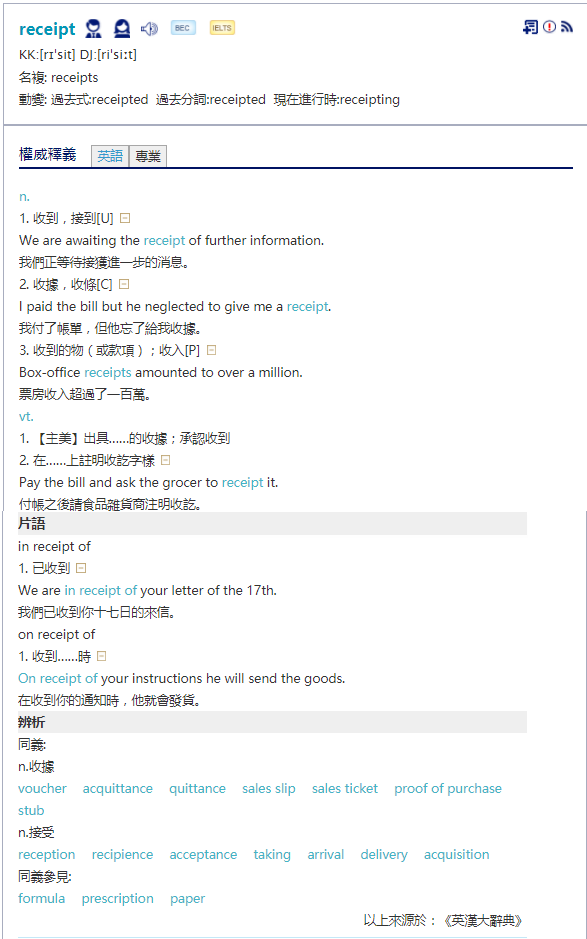 receipt BEC IELTS
KK:[rɪˈsit] DJ:[riˈsiːt]
名複: receipts
動變: 過去式:receipted 過去分詞:receipted 現在進行時:receipting
權威釋義 英語 專業
n.
1. 收到，接到[U]
We are awaiting the receipt of further information.
我們正等待接獲進一步的消息。
2. 收據，收條[C]
I paid the bill but he neglected to give me a receipt.
我付了帳單，但他忘了給我收據。
3. 收到的物（或款項）；收入[P]
Box-office receipts amounted to over a million.
票房收入超過了一百萬。
vt.
1. 【主美】出具……的收據；承認收到
2. 在……上註明收訖字樣
Pay the bill and ask the grocer to receipt it.
付帳之後請食品雜貨商注明收訖。
片語
in receipt of
1. 已收到
We are in receipt of your letter of the 17th.
我們已收到你十七日的來信。
on receipt of
1. 收到……時
On receipt of your instructions he will send the goods.
在收到你的通知時，他就會發貨。
辨析
同義:
n.收據
voucher acquittance quittance sales slip sales ticket proof of purchase
stub
n.接受
reception recipience acceptance taking arrival delivery acquisition
同義參見:
formula prescription paper
以上來源於：《英漢大辭典》